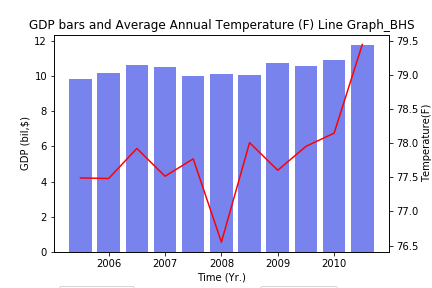 GDP bars and Average Annual Temperature (F) Line Graph_BHS
12
10
8
6
4
2
0
GDP (bil,$)
79.5
79.0
78.5
78.0
77.5
77.0
76.5
Temperature(F)
2006 2007 2008 2009 2010
Time (Yr.)